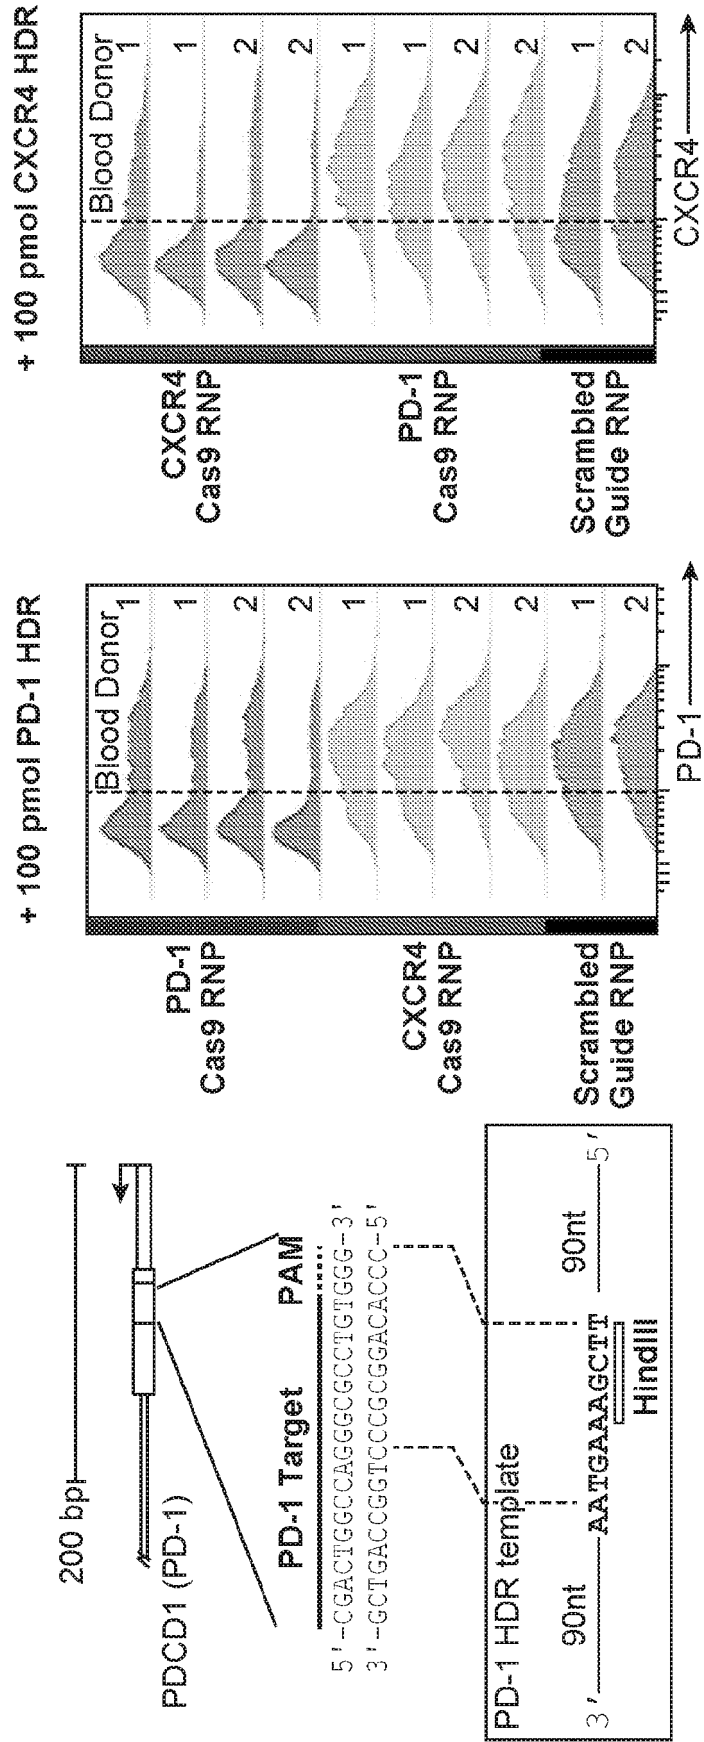 200 bp
PDCD1 (PD-1)
PD-1 Target
PAM
5'-CGACTGGCCAGGGCGCCTGTGGG-3'
3'-GCTGACCGGTCCCGCGGACACCC-5'
PD-1 HDR template
90nt
90nt
3'
AATGAAAGCTT
5'
HindIII
+ 100 pmol PD-1 HDR
Blood Donor
PD-1
Cas9 RNP
1
1
2
2
CXCR4
Cas9 RNP
1
1
2
2
Scrambled
Guide RNP
1
2
PD-1
+ 100 pmol CXCR4 HDR
Blood Donor
CXCR4
Cas9 RNP
1
1
2
2
PD-1
Cas9 RNP
1
1
2
2
Scrambled
Guide RNP
1
2
CXCR4